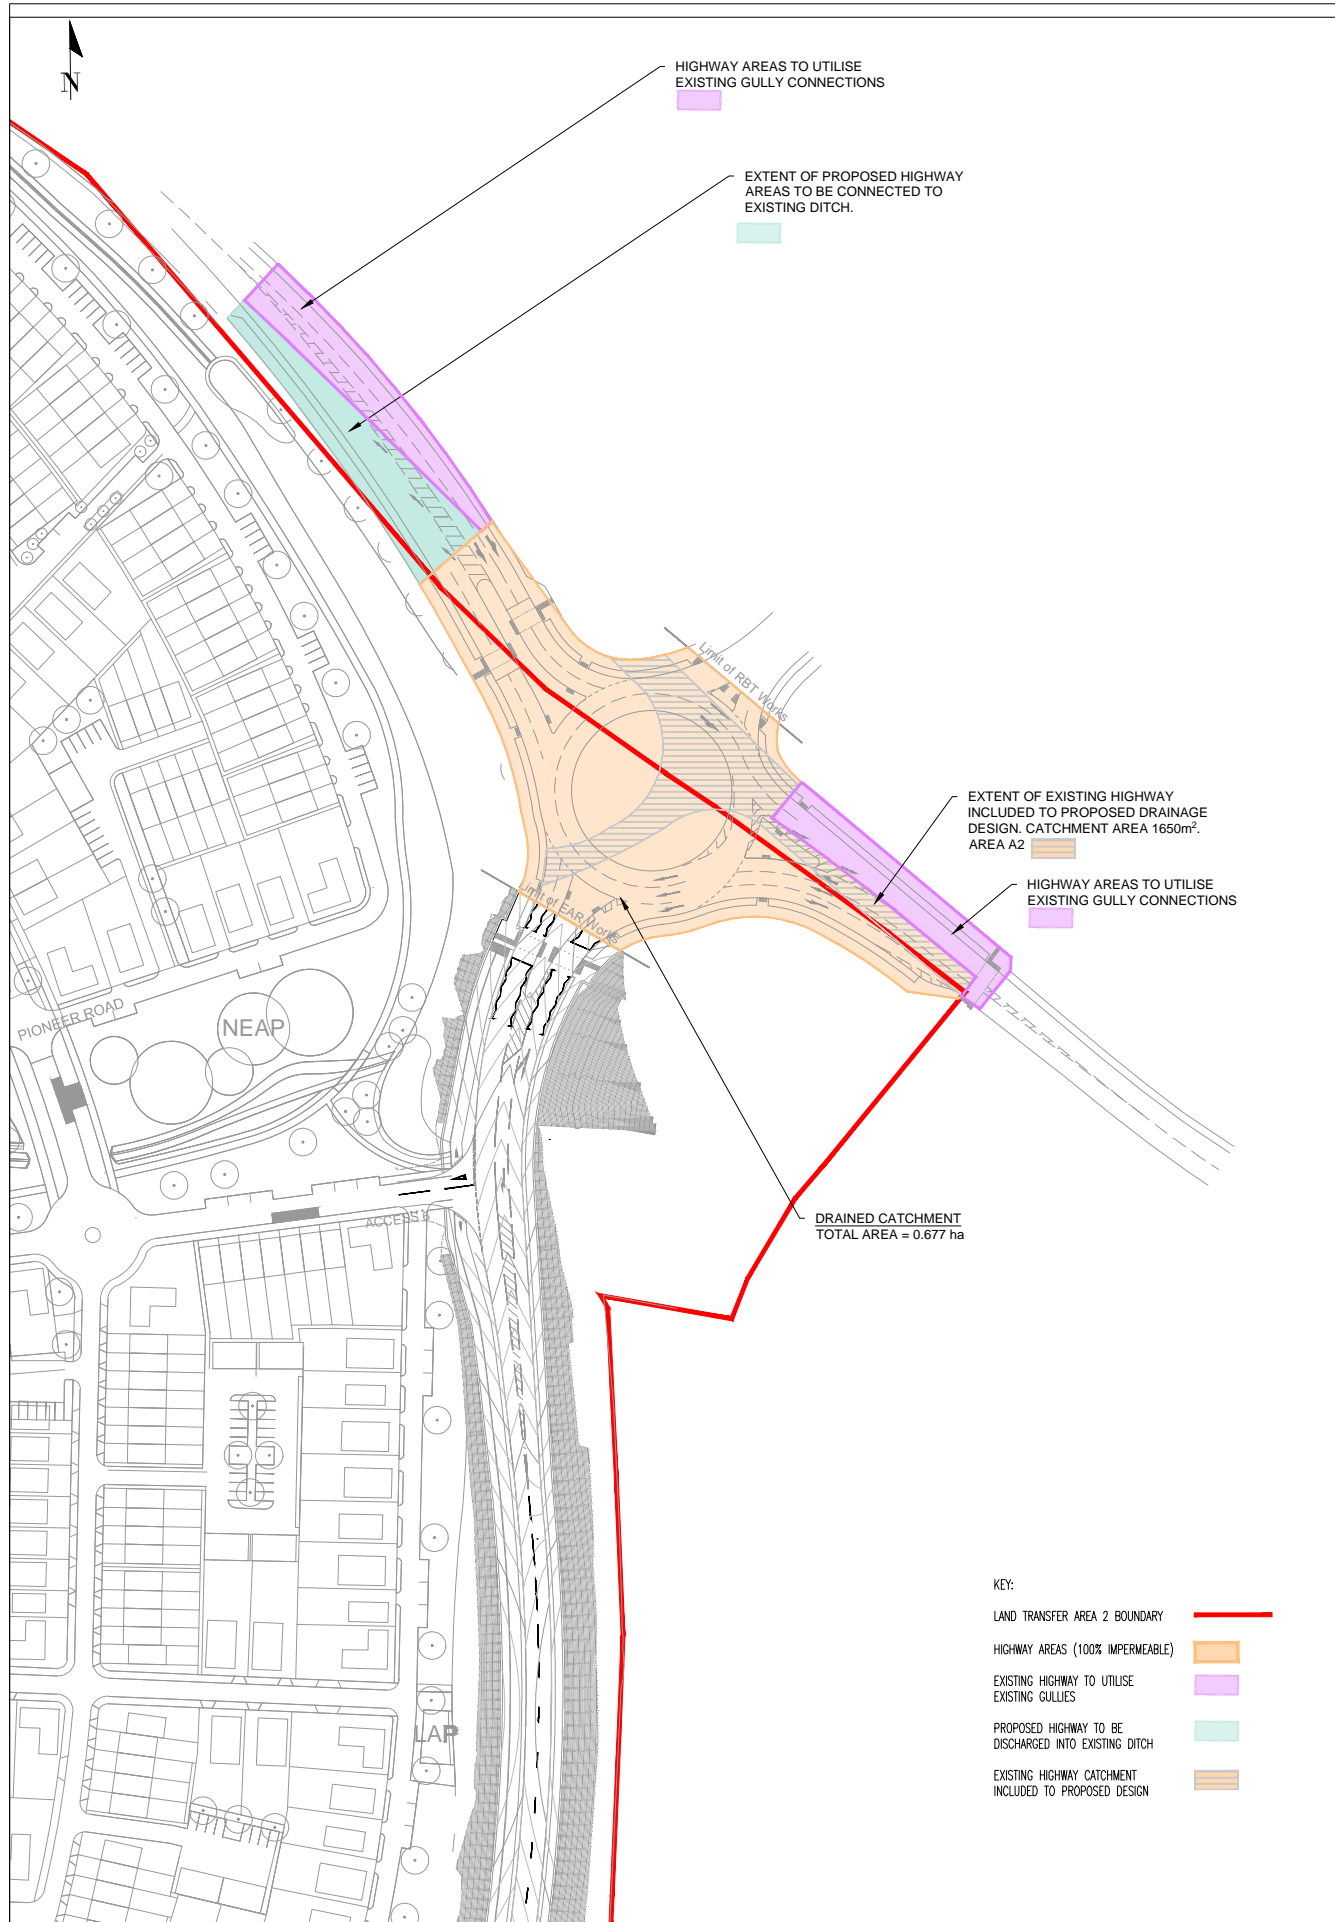 N
HIGHWAY AREAS TO UTILISE
EXISTING GULLY CONNECTIONS
EXTENT OF PROPOSED HIGHWAY
AREAS TO BE CONNECTED TO
EXISTING DITCH.
Limit of RBT Works
EXTENT OF EXISTING HIGHWAY
INCLUDED TO PROPOSED DRAINAGE
DESIGN. CATCHMENT AREA 1650m².
AREA A2
HIGHWAY AREAS TO UTILISE
EXISTING GULLY CONNECTIONS
Limit of EAR Works
PIONEER ROAD
NEAP
ACCESS 6
DRAINED CATCHMENT
TOTAL AREA = 0.677 ha
LAP
KEY:
LAND TRANSFER AREA 2 BOUNDARY
HIGHWAY AREAS (100% IMPERMEABLE)
EXISTING HIGHWAY TO UTILISE
EXISTING GULLIES
PROPOSED HIGHWAY TO BE
DISCHARGED INTO EXISTING DITCH
EXISTING HIGHWAY CATCHMENT
INCLUDED TO PROPOSED DESIGN